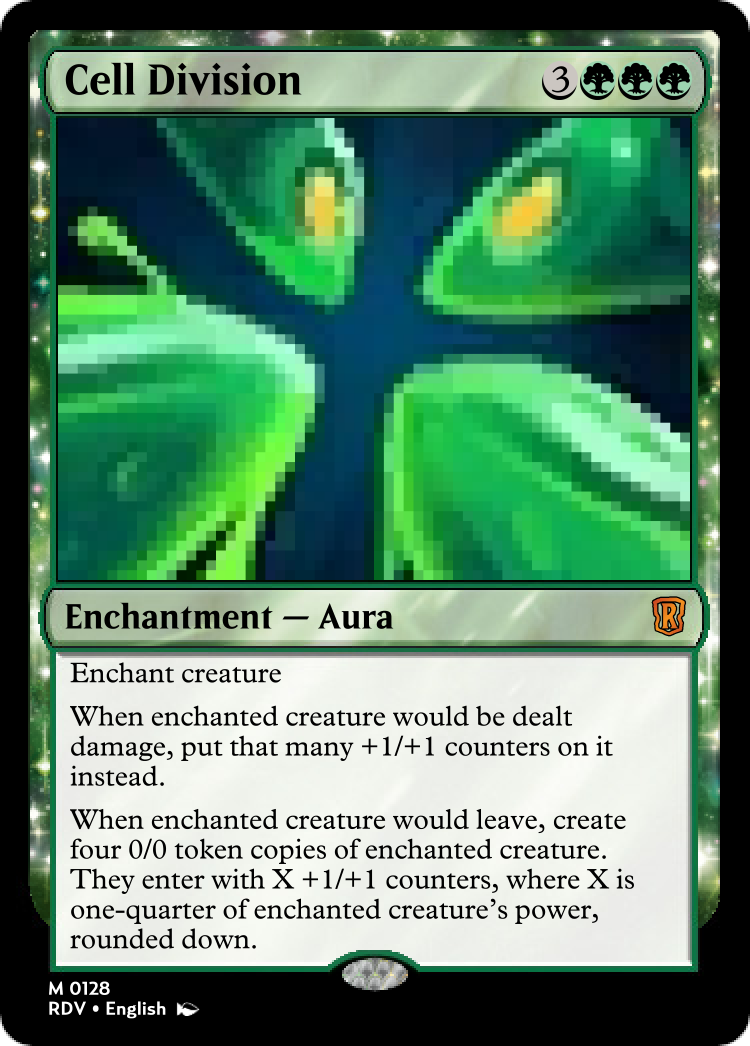 Cell Division 3
Enchantment — Aura R
Enchant creature
When enchanted creature would be dealt
damage, put that many +1/+1 counters on it
instead.
When enchanted creature would leave, create
four 0/0 token copies of enchanted creature.
They enter with X +1/+1 counters, where X is
one-quarter of enchanted creature's power,
rounded down.
M 0128
RDV • English